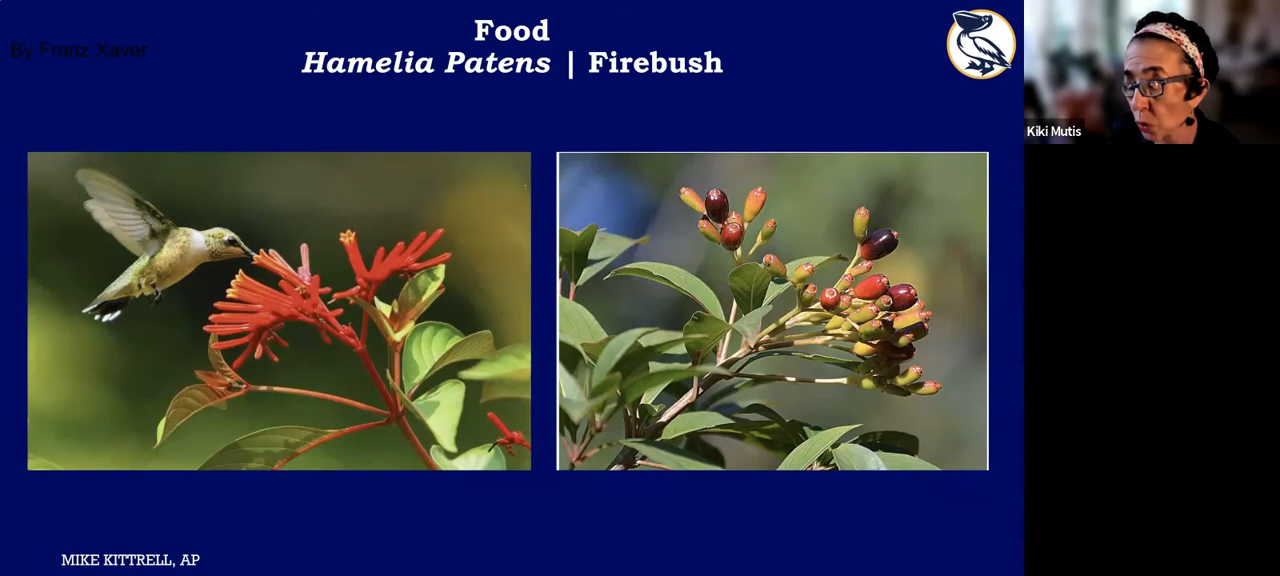 Food
By Franz Xaver
Hamelia Patens | Firebush
Kiki Mutis
MIKE KITTRELL, AP